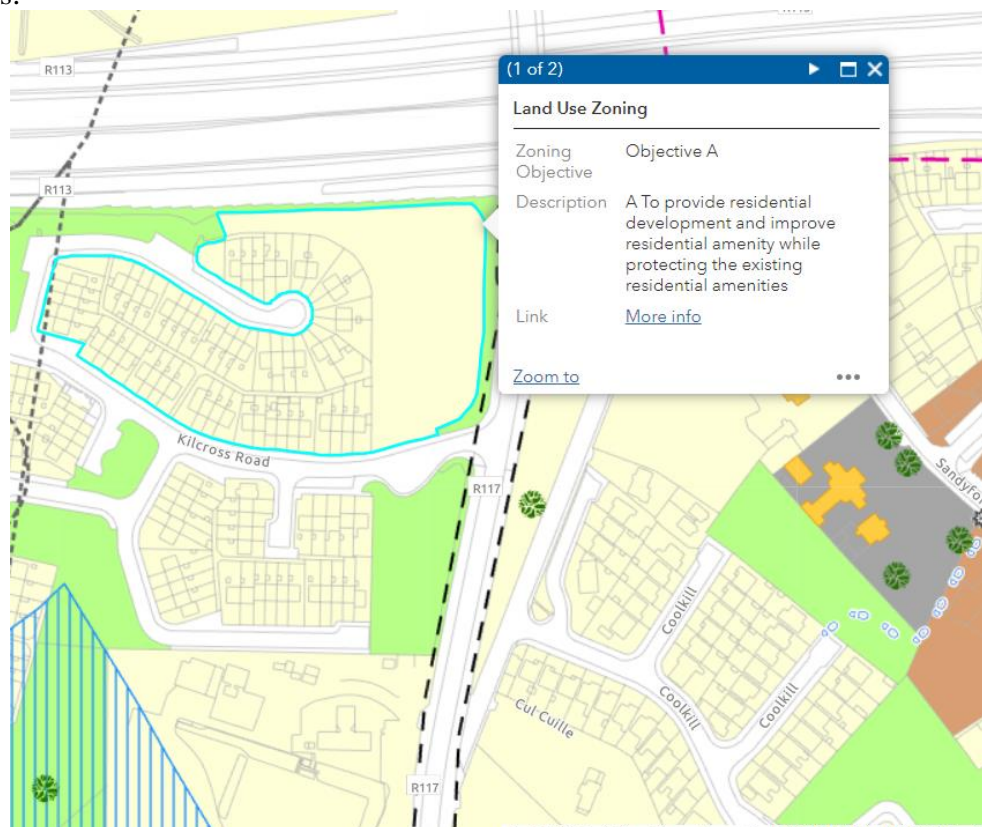 s.
R113
(1 of 2)
Land Use Zoning
Zoning
Objective
Objective A
Description
A To provide residential
development and improve
residential amenity while
protecting the existing
residential amenities
Link
More info
Zoom to
R113
Kilcross Road
R117
Sandyfor
Coolkill
Coolkill
Coolkill
Cul Cuille
R117